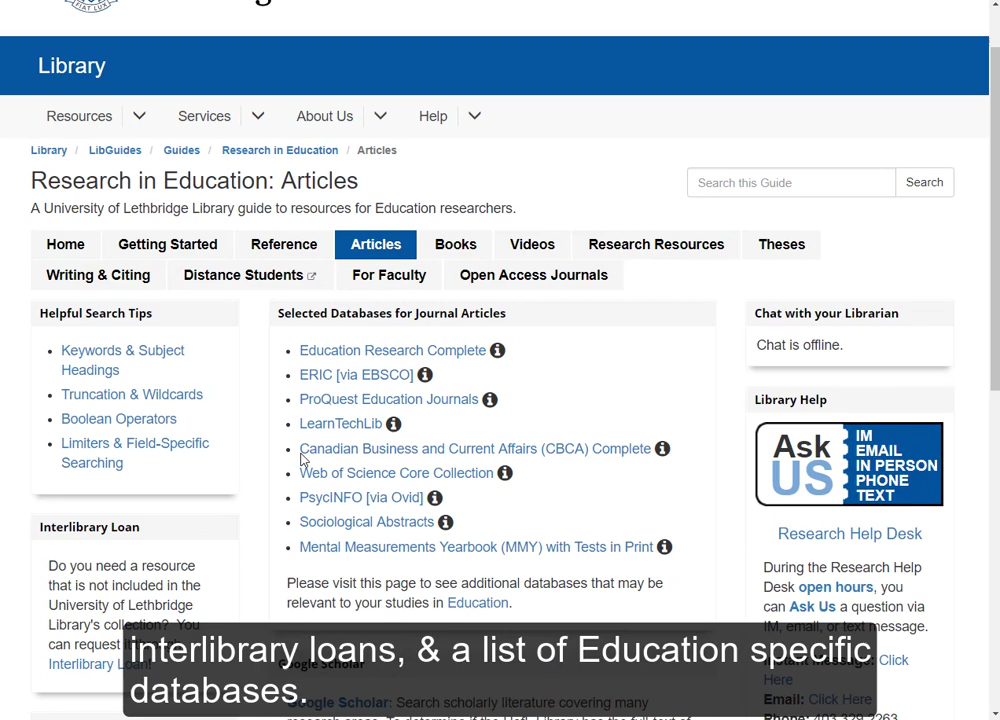 FIAT LUX
Library
Resources Services About Us Help
Library / LibGuides / Guides / Research in Education / Articles
Research in Education: Articles
Search this Guide Search
A University of Lethbridge Library guide to resources for Education researchers.
Home Getting Started Reference Articles Books Videos Research Resources Theses
Writing & Citing Distance Students For Faculty Open Access Journals
Helpful Search Tips
Keywords & Subject
Headings
Truncation & Wildcards
Boolean Operators
Limiters & Field-Specific
Searching
Interlibrary Loan
Do you need a resource
that is not included in the
University of Lethbridge
Library's collection? You
can request it through
Interlibrary Loan!
Selected Databases for Journal Articles
Education Research Complete
ERIC [via EBSCO]
ProQuest Education Journals
LearnTechLib
Canadian Business and Current Affairs (CBCA) Complete
Web of Science Core Collection
PsycINFO [via Ovid]
Sociological Abstracts
Mental Measurements Yearbook (MMY) with Tests in Print
Please visit this page to see additional databases that may be
relevant to your studies in Education.
Google Scholar
Google Scholar: Search scholarly literature covering many
Chat with your Librarian
Chat is offline.
Library Help
Ask
US
IM
EMAIL
IN PERSON
PHONE
TEXT
Research Help Desk
During the Research Help
Desk open hours, you
can Ask Us a question via
IM, email, or text message.
Instant Message: Click
Here
Email: Click Here
Phone: 403.329.2263
interlibrary loans, & a list of Education specific
databases.